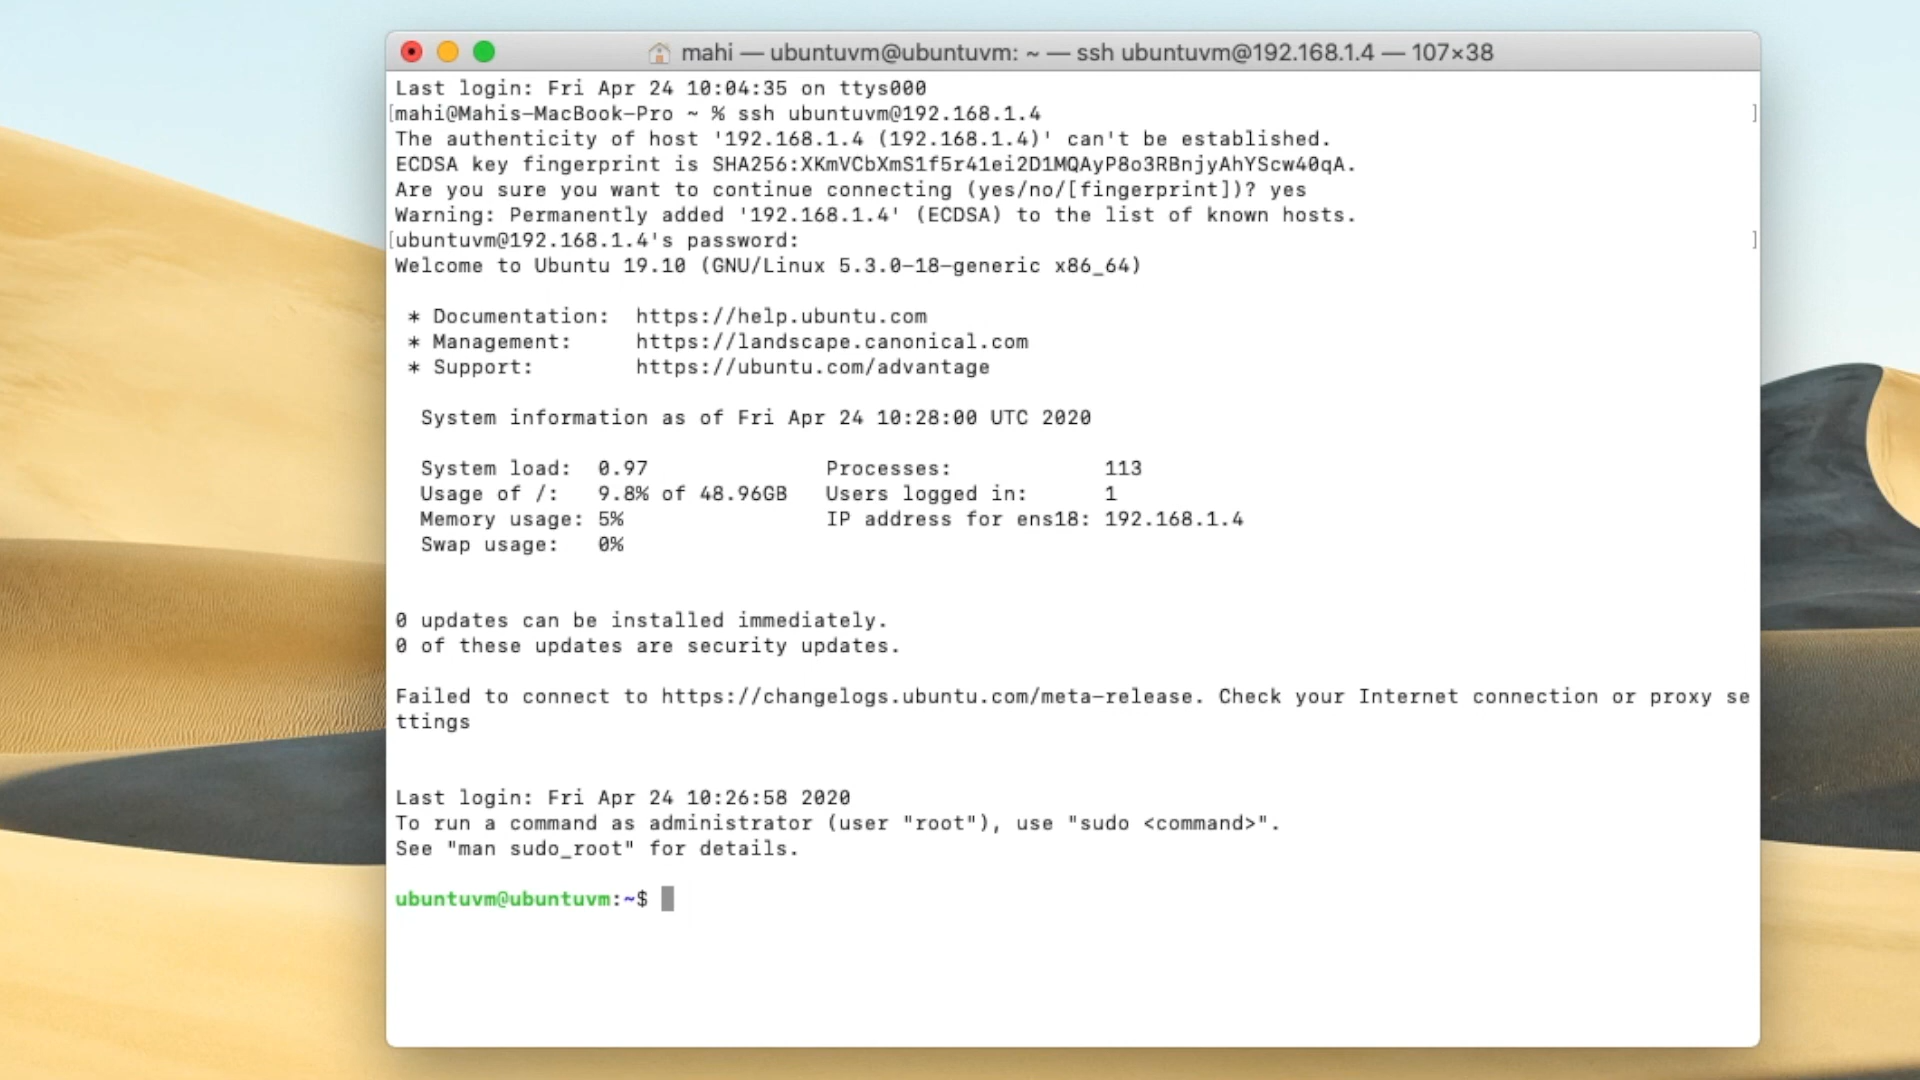 mahi — ubuntuvm@ubuntuvm: ~ — ssh ubuntuvm@192.168.1.4 — 107×38
Last login: Fri Apr 24 10:04:35 on ttys000
[mahi@Mahis-MacBook-Pro ~ % ssh ubuntuvm@192.168.1.4 ]
The authenticity of host '192.168.1.4 (192.168.1.4)' can't be established.
ECDSA key fingerprint is SHA256:XKmVCbXmS1f5r41ei2D1MQAyP8o3RBnjyAhYScw40qA.
Are you sure you want to continue connecting (yes/no/[fingerprint])? yes
Warning: Permanently added '192.168.1.4' (ECDSA) to the list of known hosts.
[ubuntuvm@192.168.1.4's password: ]
Welcome to Ubuntu 19.10 (GNU/Linux 5.3.0-18-generic x86_64)
* Documentation: https://help.ubuntu.com
* Management: https://landscape.canonical.com
* Support: https://ubuntu.com/advantage
System information as of Fri Apr 24 10:28:00 UTC 2020
System load: 0.97 Processes: 113
Usage of /: 9.8% of 48.96GB Users logged in: 1
Memory usage: 5% IP address for ens18: 192.168.1.4
Swap usage: 0%
0 updates can be installed immediately.
0 of these updates are security updates.
Failed to connect to https://changelogs.ubuntu.com/meta-release. Check your Internet connection or proxy se
ttings
Last login: Fri Apr 24 10:26:58 2020
To run a command as administrator (user "root"), use "sudo <command>".
See "man sudo_root" for details.
ubuntuvm@ubuntuvm:~$